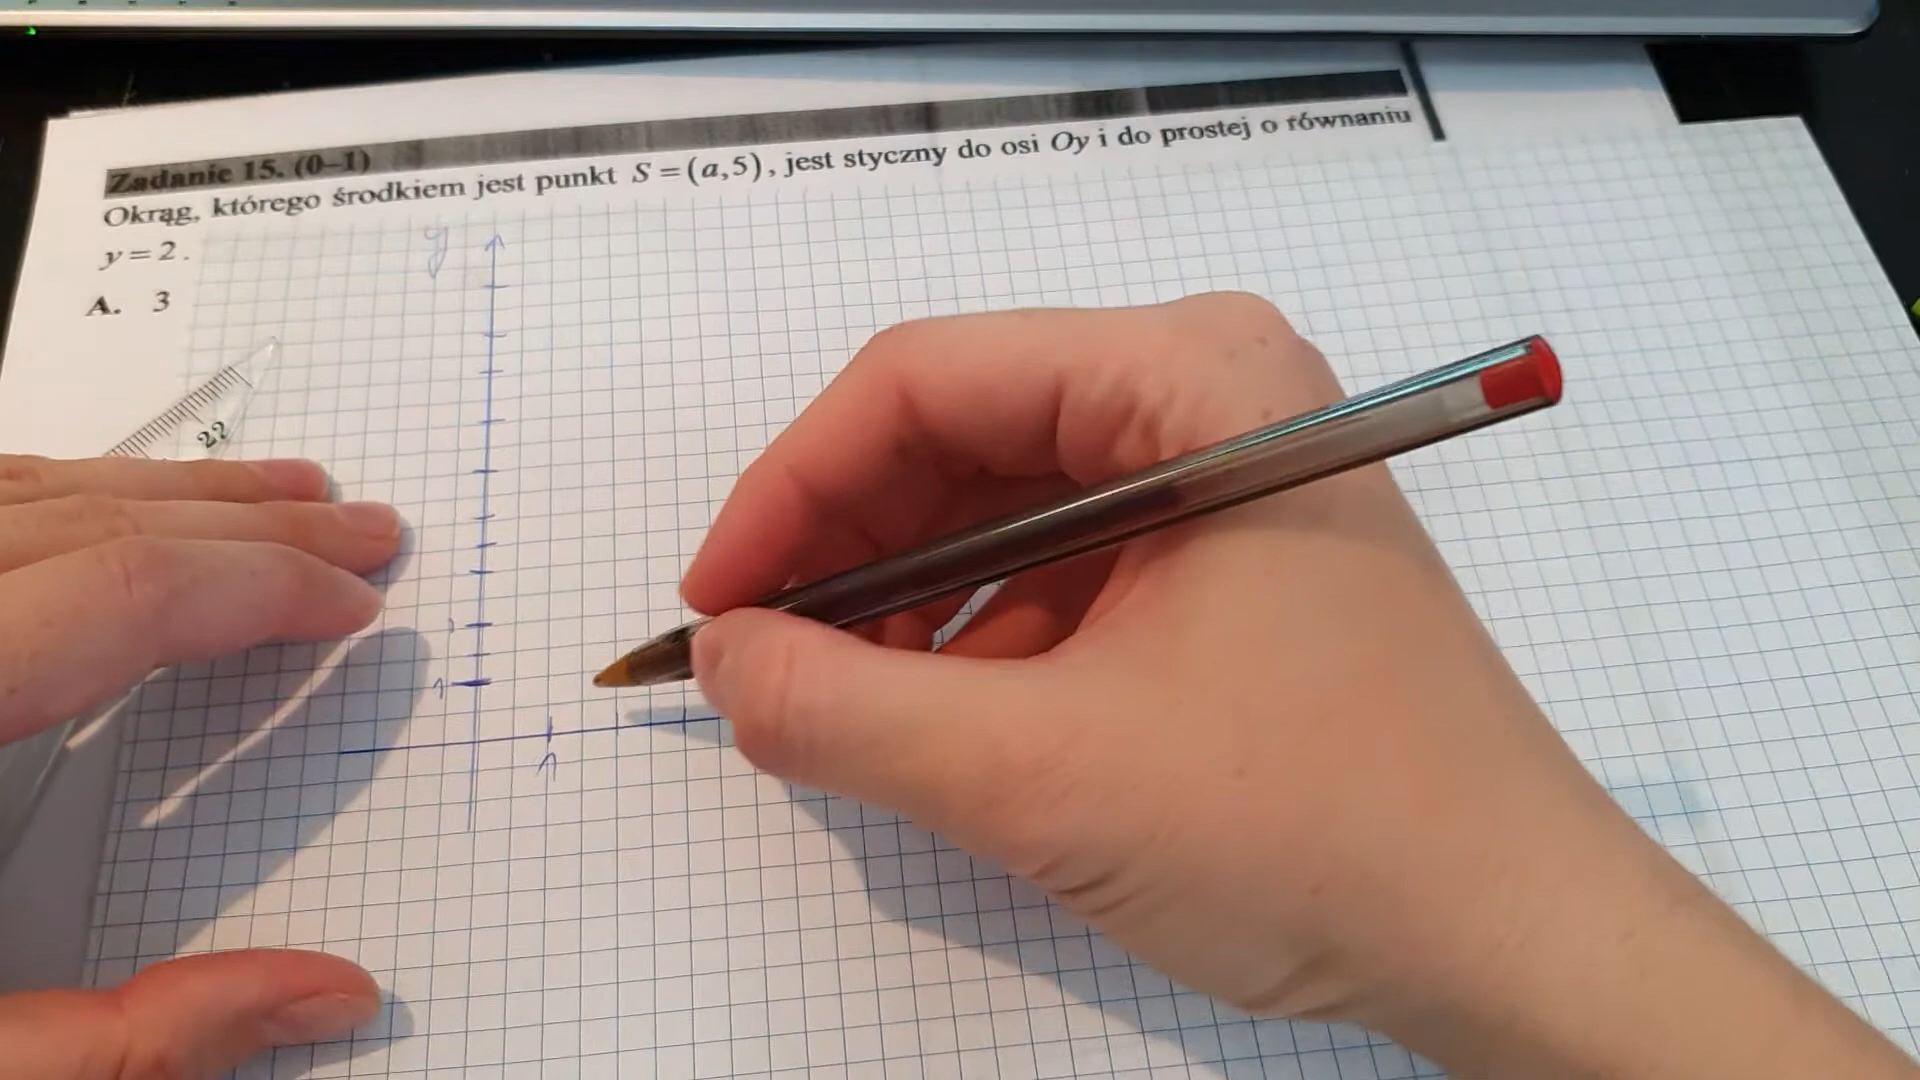 Zadanie 15. (0–1)
Okrąg, którego środkiem jest punkt S = (a,5), jest styczny do osi Oy i do prostej o równaniu
y = 2.
A. 3
22
y
1
1